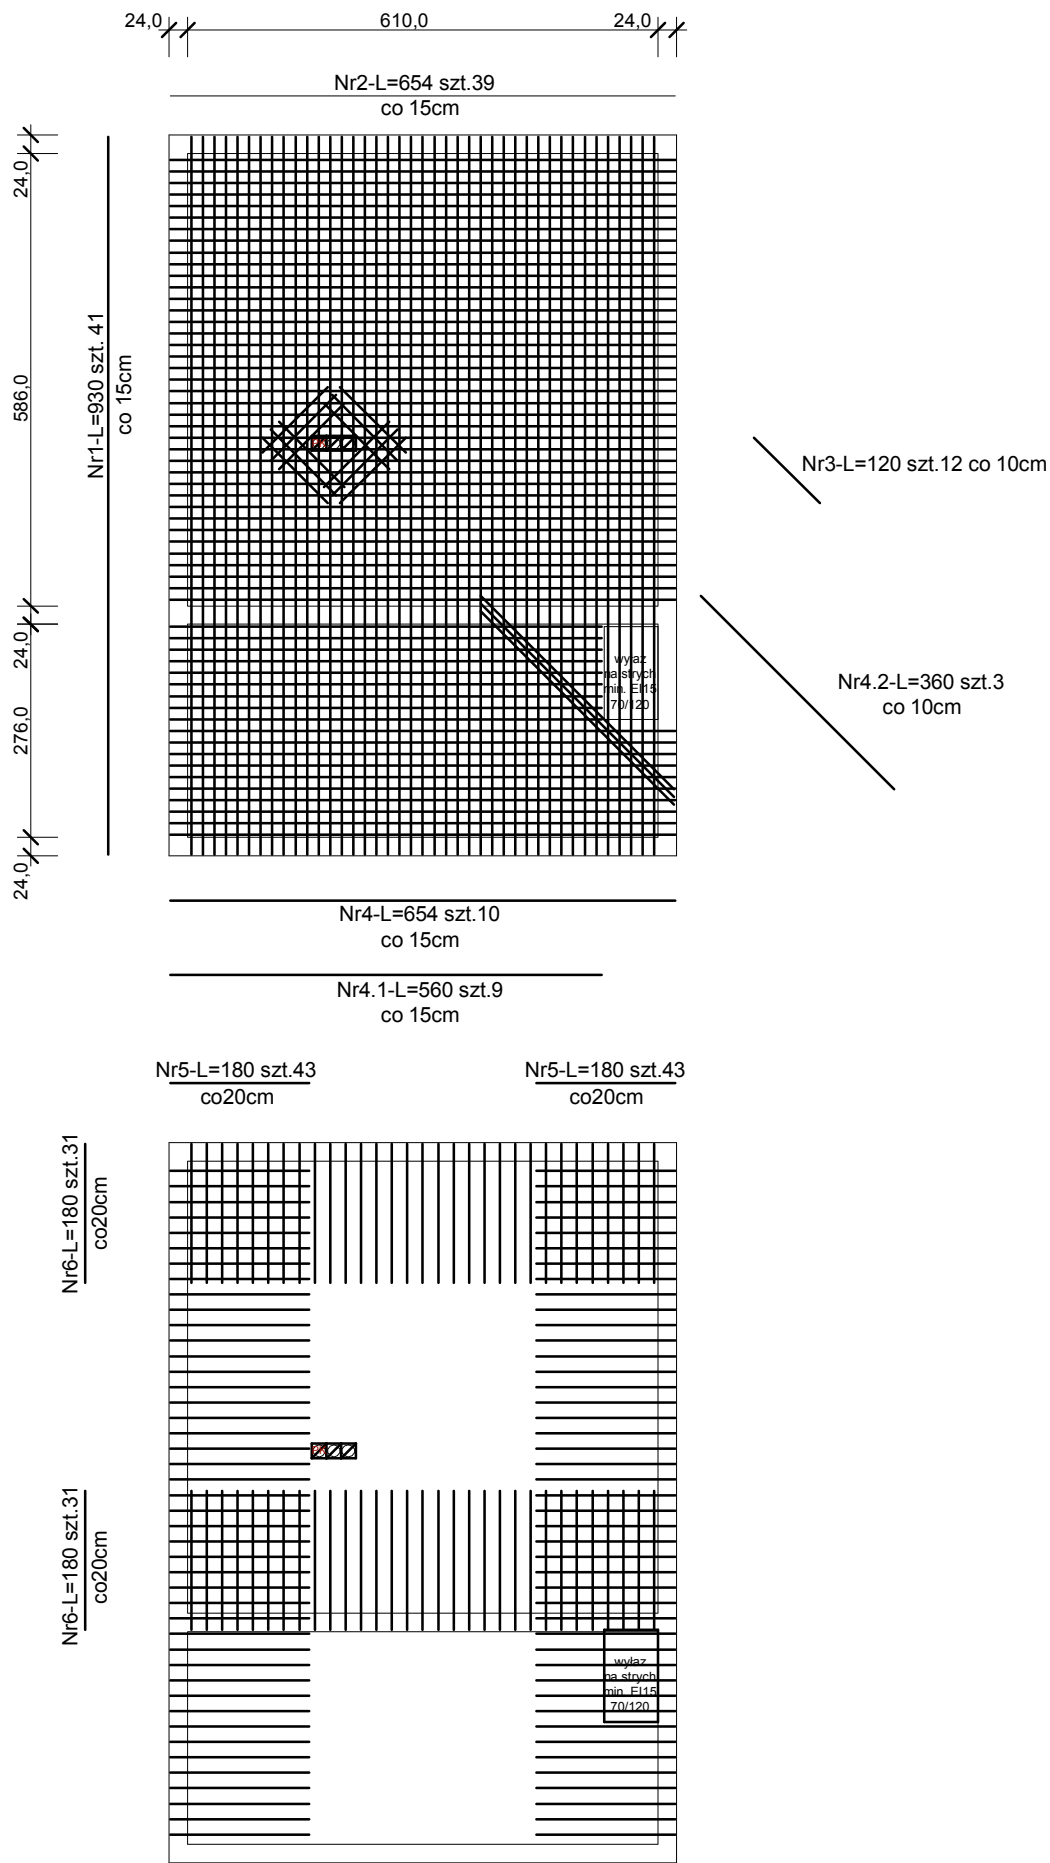 24,0
610,0
24,0
Nr2-L=654 szt.39
co 15cm
24,0
586,0
24,0
276,0
24,0
Nr1-L=930 szt. 41
co 15cm
Nr3-L=120 szt.12 co 10cm
wyłaz
na strych
min. EI15
70/120
Nr4.2-L=360 szt.3
co 10cm
Nr4-L=654 szt.10
co 15cm
Nr4.1-L=560 szt.9
co 15cm
Nr5-L=180 szt.43
co20cm
Nr5-L=180 szt.43
co20cm
Nr6-L=180 szt.31
co20cm
Nr6-L=180 szt.31
co20cm
wyłaz
na strych
min. EI15
70/120